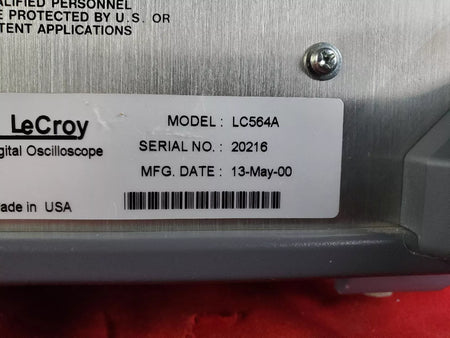 ALIFIED PERSONNEL
E PROTECTED BY U.S. OR
TENT APPLICATIONS
LeCroy
igital Oscilloscope
MODEL : LC564A
SERIAL NO. : 20216
MFG. DATE : 13-May-00
ade in USA